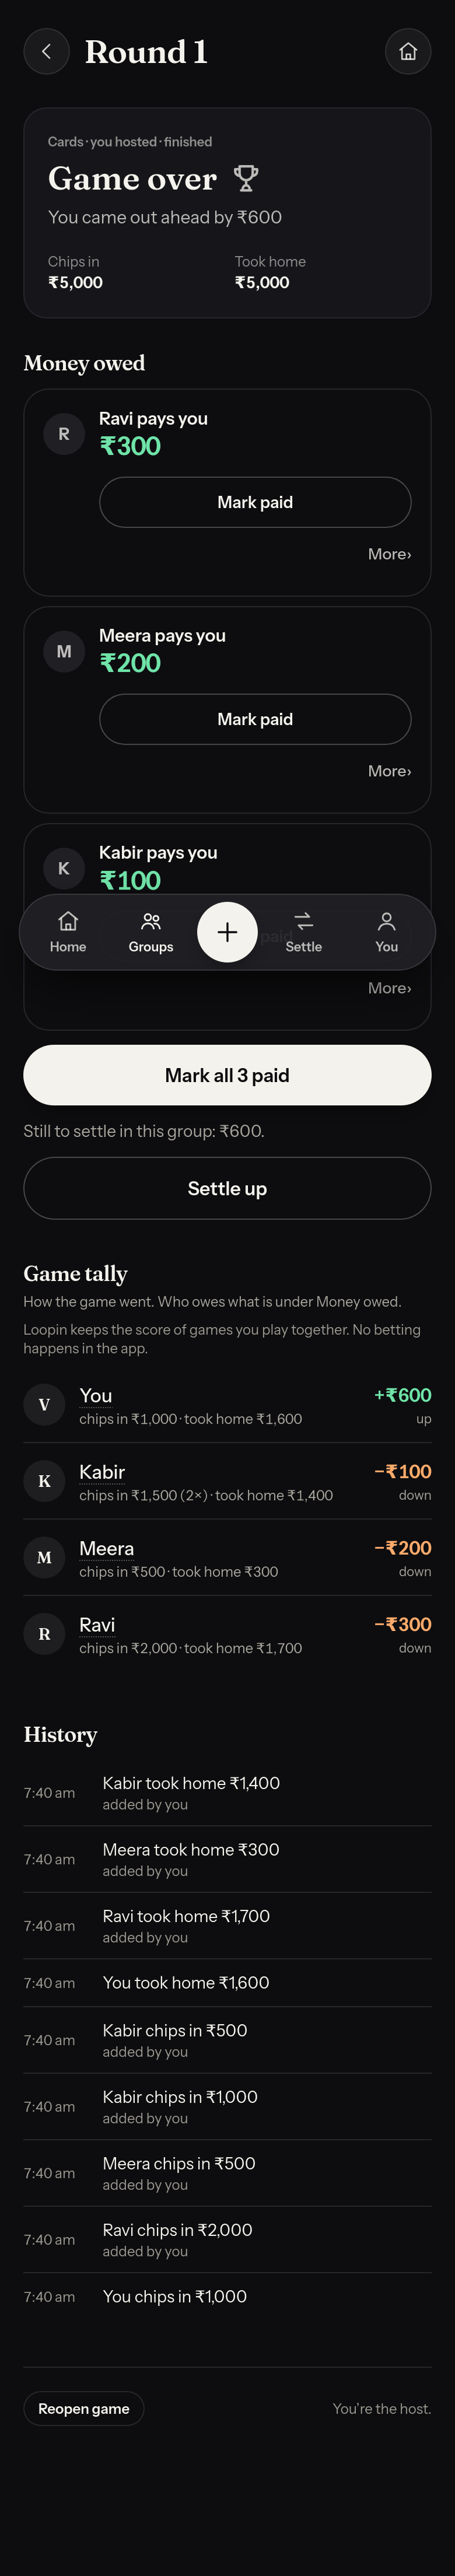 Round 1
Cards · you hosted · finished
Game over
You came out ahead by ₹600
Chips in
Took home
₹5,000
₹5,000
Money owed
R
Ravi pays you
₹300
Mark paid
More›
M
Meera pays you
₹200
Mark paid
More›
K
Kabir pays you
₹100
paid
Home
Groups
Settle
You
More›
Mark all 3 paid
Still to settle in this group: ₹600.
Settle up
Game tally
How the game went. Who owes what is under Money owed.
Loopin keeps the score of games you play together. No betting
happens in the app.
V
You
+₹600
chips in ₹1,000 · took home ₹1,600
up
K
Kabir
−₹100
chips in ₹1,500 (2×) · took home ₹1,400
down
M
Meera
−₹200
chips in ₹500 · took home ₹300
down
R
Ravi
−₹300
chips in ₹2,000 · took home ₹1,700
down
History
7:40 am
Kabir took home ₹1,400
added by you
7:40 am
Meera took home ₹300
added by you
7:40 am
Ravi took home ₹1,700
added by you
7:40 am
You took home ₹1,600
7:40 am
Kabir chips in ₹500
added by you
7:40 am
Kabir chips in ₹1,000
added by you
7:40 am
Meera chips in ₹500
added by you
7:40 am
Ravi chips in ₹2,000
added by you
7:40 am
You chips in ₹1,000
Reopen game
You're the host.